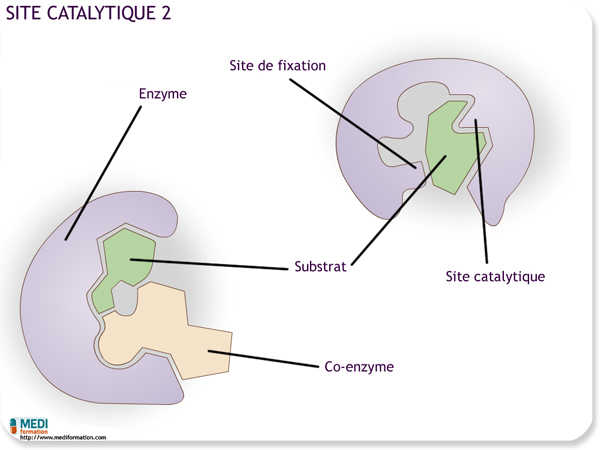 SITE CATALYTIQUE 2
Site de fixation
Enzyme
Substrat
Site catalytique
Co-enzyme
MEDI
formation
http://www.mediformation.com